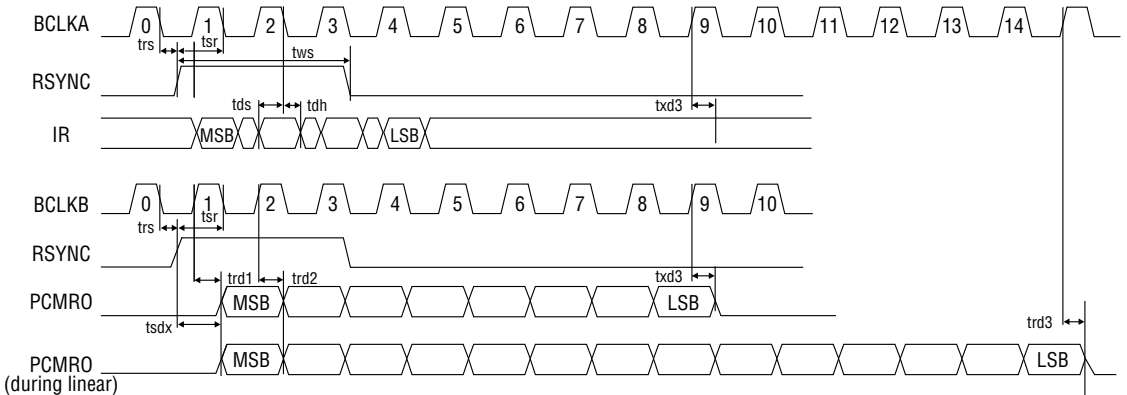 BCLKA 0 1 2 3 4 5 6 7 8 9 10 11 12 13 14
trs tsr
tws
RSYNC
tds tdh txd3
IR MSB LSB
BCLKB 0 1 2 3 4 5 6 7 8 9 10
trs tsr
RSYNC
trd1 trd2 txd3
PCMRO MSB LSB
tsdx trd3
PCMRO MSB LSB
(during linear)